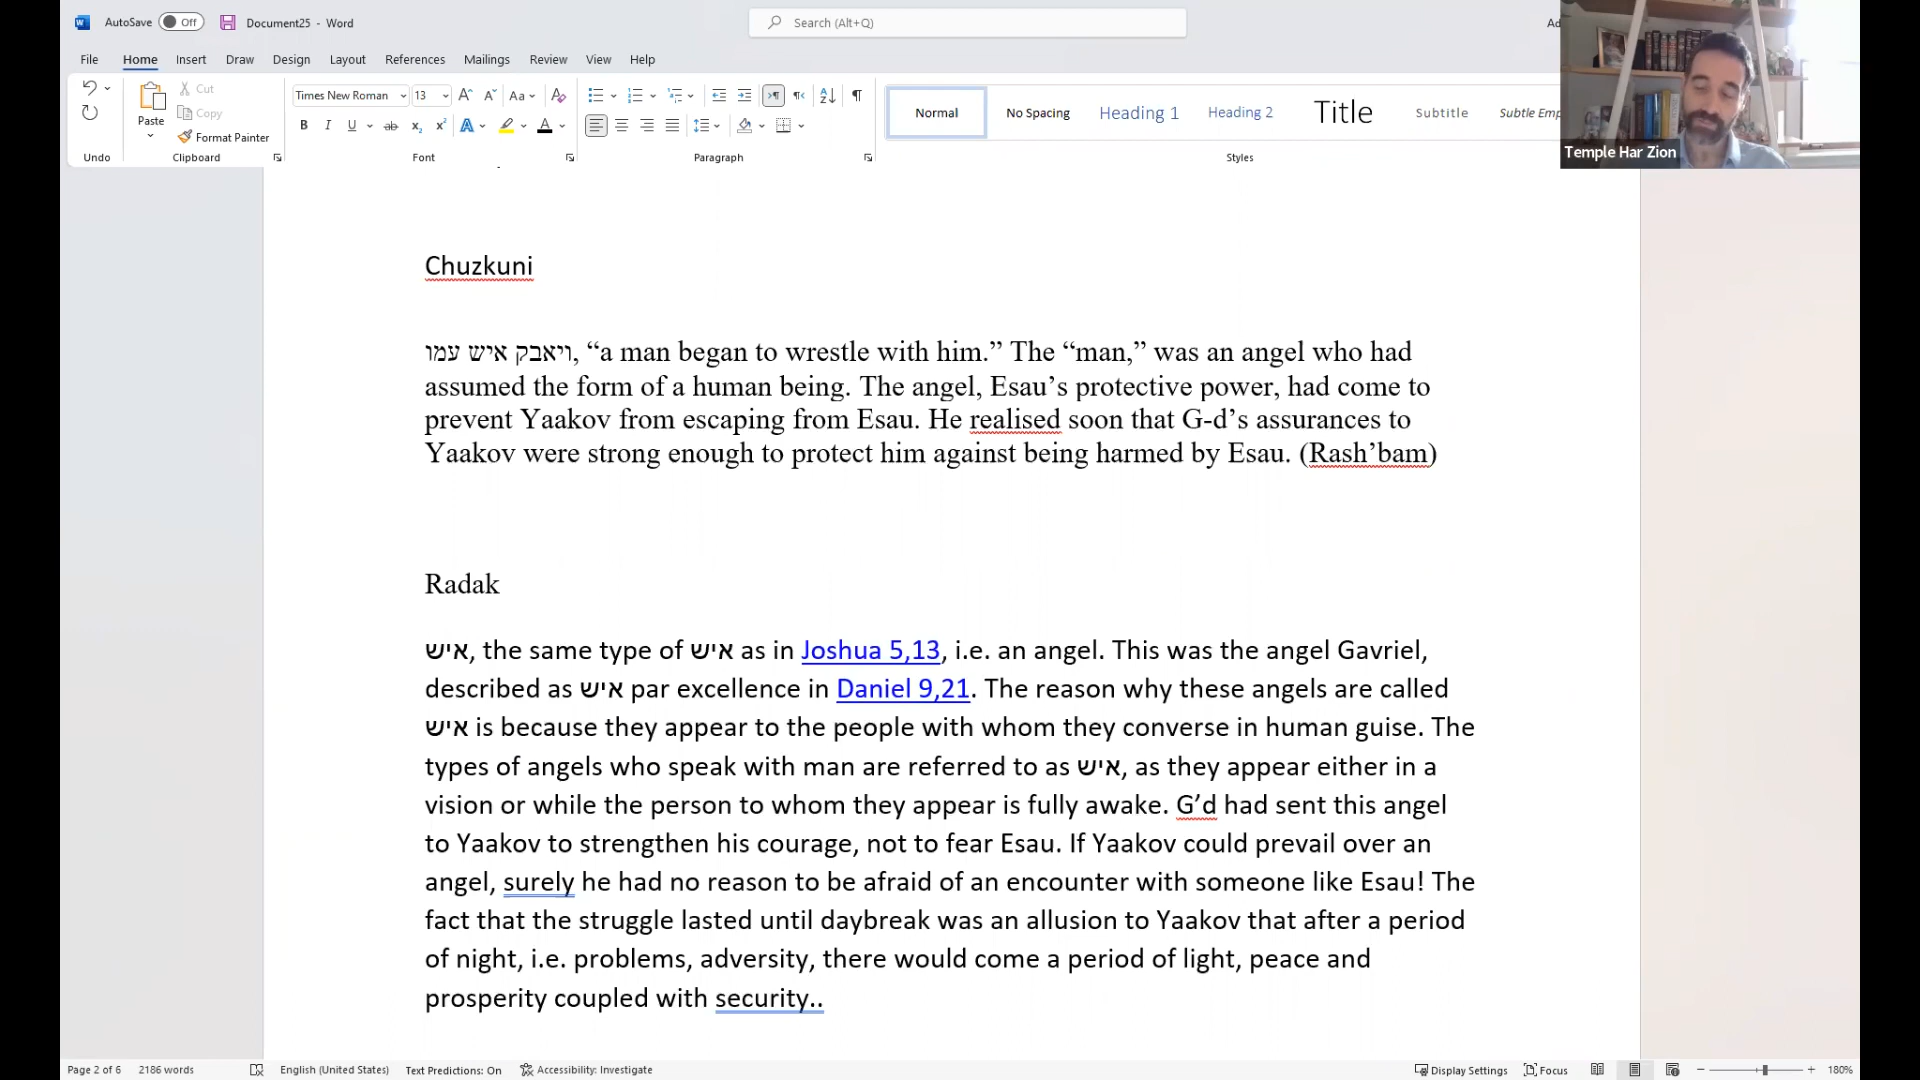 AutoSave Off Document25 - Word Search (Alt+Q)
File Home Insert Draw Design Layout References Mailings Review View Help
Cut
Copy
Paste Format Painter
Times New Roman 13 Aa
B I U ab x₂ x² A A
Normal No Spacing Heading 1 Heading 2 Title Subtitle
Undo Clipboard Font Paragraph Styles
Temple Har Zion
Chuzkuni
ויאבק איש עמו, “a man began to wrestle with him.” The “man,” was an angel who had
assumed the form of a human being. The angel, Esau’s protective power, had come to
prevent Yaakov from escaping from Esau. He realised soon that G-d’s assurances to
Yaakov were strong enough to protect him against being harmed by Esau. (Rash’bam)
Radak
איש, the same type of איש as in Joshua 5,13, i.e. an angel. This was the angel Gavriel,
described as איש par excellence in Daniel 9,21. The reason why these angels are called
איש is because they appear to the people with whom they converse in human guise. The
types of angels who speak with man are referred to as איש, as they appear either in a
vision or while the person to whom they appear is fully awake. G’d had sent this angel
to Yaakov to strengthen his courage, not to fear Esau. If Yaakov could prevail over an
angel, surely he had no reason to be afraid of an encounter with someone like Esau! The
fact that the struggle lasted until daybreak was an allusion to Yaakov that after a period
of night, i.e. problems, adversity, there would come a period of light, peace and
prosperity coupled with security..
Page 2 of 6 2186 words English (United States) Text Predictions: On Accessibility: Investigate Display Settings Focus 180%